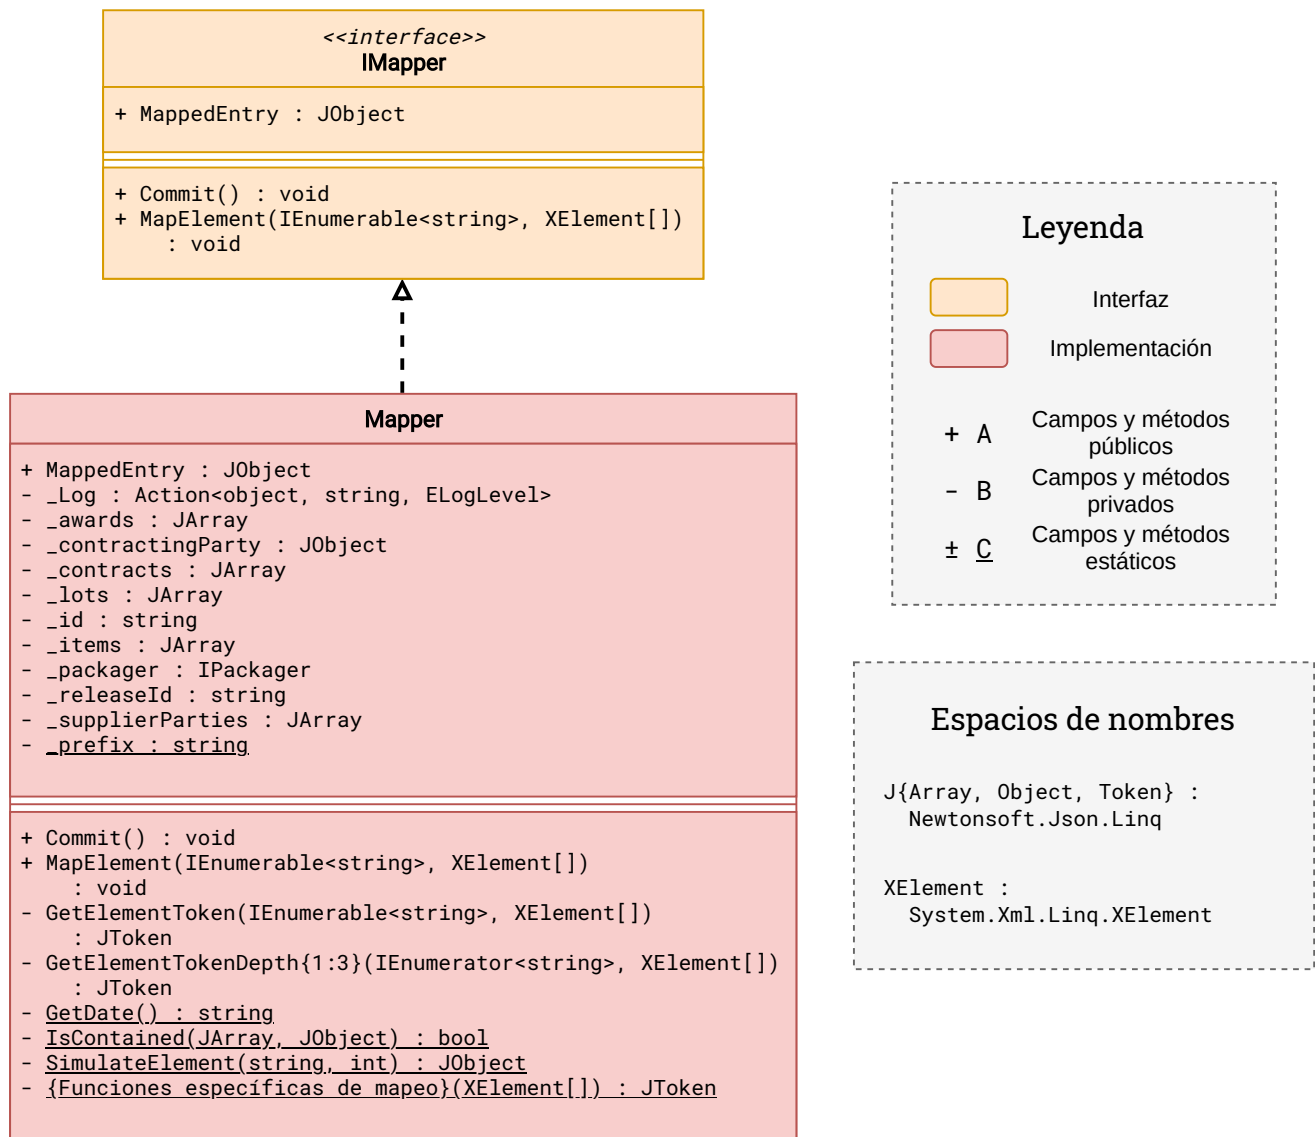 <<interface>>
IMapper
+ MappedEntry : JObject
+ Commit() : void
+ MapElement(IEnumerable<string>, XElement[])
: void
Mapper
+ MappedEntry : JObject
- _Log : Action<object, string, ELogLevel>
- _awards : JArray
- _contractingParty : JObject
- _contracts : JArray
- _lots : JArray
- _id : string
- _items : JArray
- _packager : IPackager
- _releaseId : string
- _supplierParties : JArray
- _prefix : string
+ Commit() : void
+ MapElement(IEnumerable<string>, XElement[])
: void
- GetElementToken(IEnumerable<string>, XElement[])
: JToken
- GetElementTokenDepth{1:3}(IEnumerator<string>, XElement[])
: JToken
- GetDate() : string
- IsContained(JArray, JObject) : bool
- SimulateElement(string, int) : JObject
- {Funciones específicas de mapeo}(XElement[]) : JToken
Leyenda
Interfaz
Implementación
+ A Campos y métodos
públicos
- B Campos y métodos
privados
± C Campos y métodos
estáticos
Espacios de nombres
J{Array, Object, Token} :
Newtonsoft.Json.Linq
XElement :
System.Xml.Linq.XElement